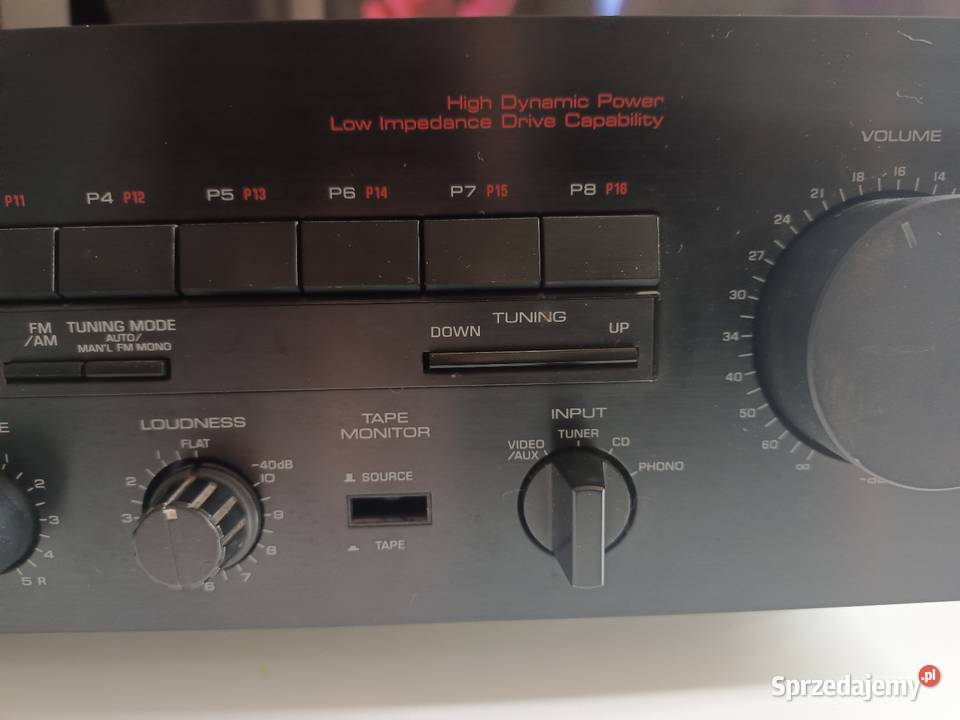 High Dynamic Power
Low Impedance Drive Capability
VOLUME
P11 P4 P12 P5 P13 P6 P14 P7 P15 P8 P16
14
16
18
21
24
27
30
34
40
50
60
∞
-dB
FM
/AM
TUNING MODE
AUTO/
MAN'L FM MONO
TUNING
DOWN
UP
2
3
4
5 R
LOUDNESS
FLAT
2
3
-40dB
10
9
8
7
6
TAPE
MONITOR
SOURCE
TAPE
INPUT
VIDEO
/AUX
TUNER
CD
PHONO
Sprzedajemy.pl